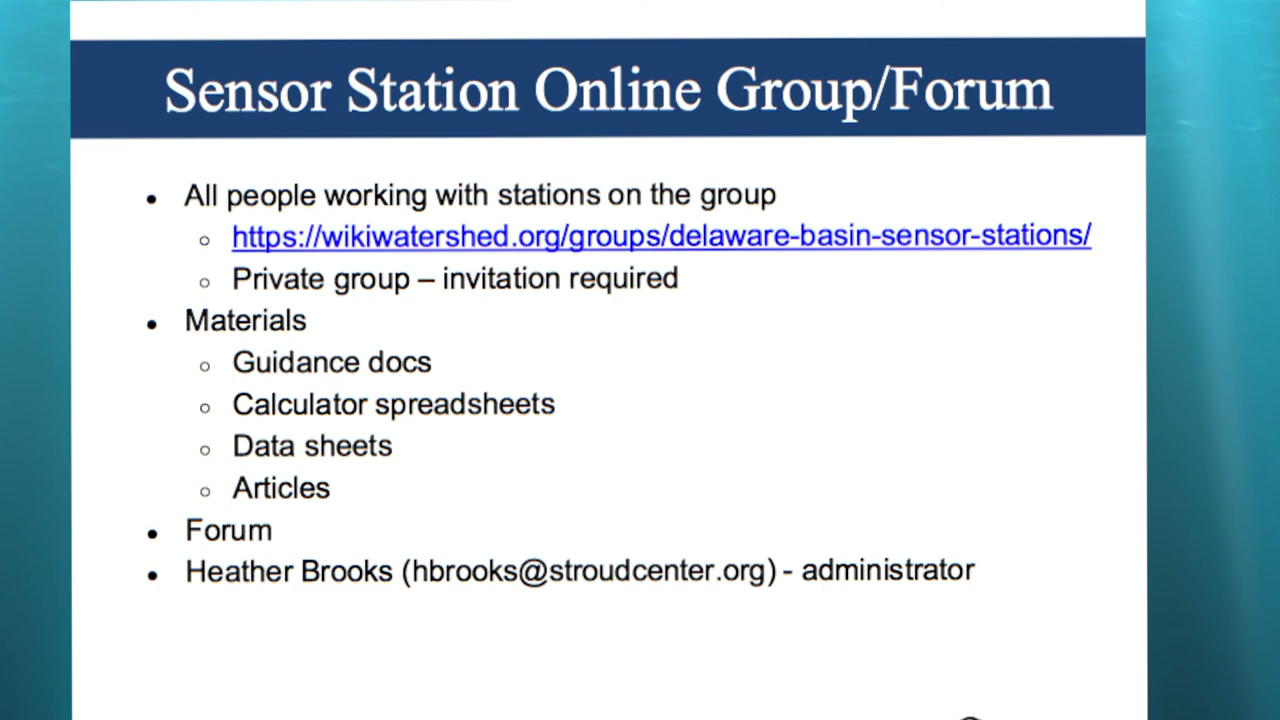 Sensor Station Online Group/Forum
• All people working with stations on the group
○ https://wikiwatershed.org/groups/delaware-basin-sensor-stations/
○ Private group – invitation required
• Materials
○ Guidance docs
○ Calculator spreadsheets
○ Data sheets
○ Articles
• Forum
• Heather Brooks (hbrooks@stroudcenter.org) - administrator